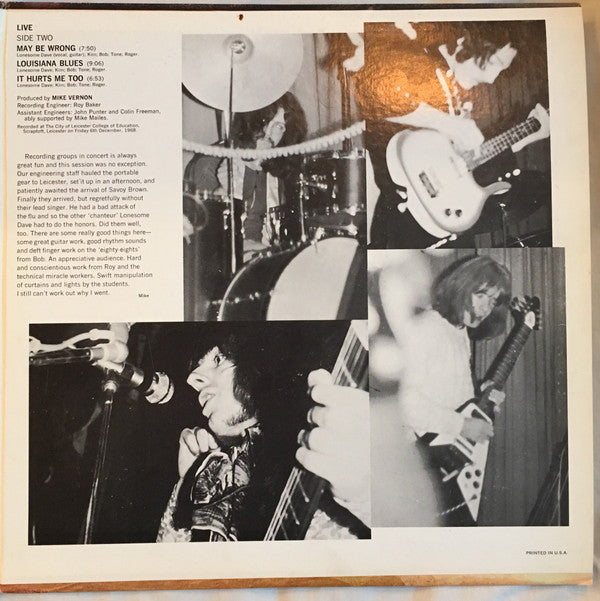 LIVE
SIDE TWO
MAY BE WRONG (7:50)
Lonesome Dave (vocal, guitar); Kim; Bob; Tone; Roger.
LOUISIANA BLUES (9:06)
Lonesome Dave; Kim; Bob; Tone; Roger.
IT HURTS ME TOO (6:53)
Lonesome Dave; Kim; Bob; Tone; Roger.
Produced by MIKE VERNON
Recording Engineer: Roy Baker
Assistant Engineers: John Punter and Colin Freeman,
ably supported by Mike Mailes.
Recorded at The City of Leicester College of Education,
Scraptoft, Leicester on Friday 6th December, 1968.
Recording groups in concert is always
great fun and this session was no exception.
Our engineering staff hauled the portable
gear to Leicester, set it up in an afternoon, and
patiently awaited the arrival of Savoy Brown.
Finally they arrived, but regretfully without
their lead singer. He had a bad attack of
the flu and so the other 'chanteur' Lonesome
Dave had to do the honors. Did them well,
too. There are some really good things here—
some great guitar work, good rhythm sounds
and deft finger work on the 'eighty-eights'
from Bob. An appreciative audience. Hard
and conscientious work from Roy and the
technical miracle workers. Swift manipulation
of curtains and lights by the students.
I still can't work out why I went. Mike
PRINTED IN U.S.A.